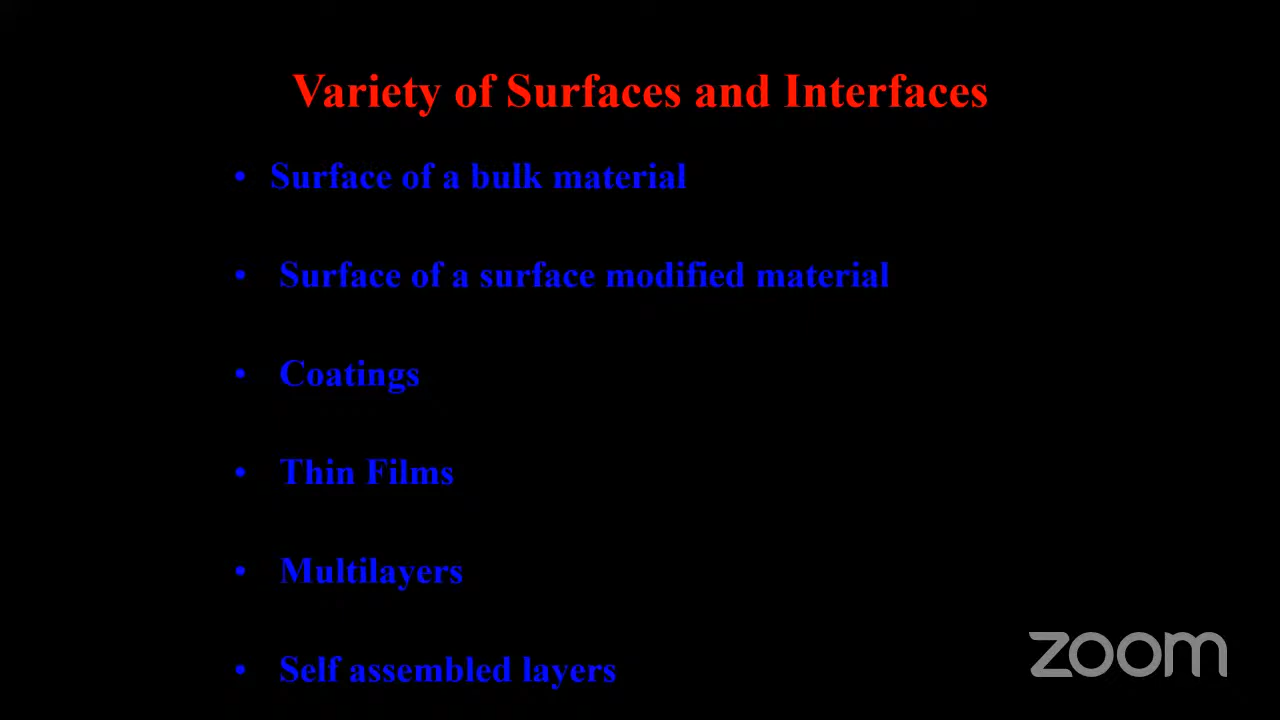 Variety of Surfaces and Interfaces
• Surface of a bulk material
• Surface of a surface modified material
• Coatings
• Thin Films
• Multilayers
• Self assembled layers
zoom